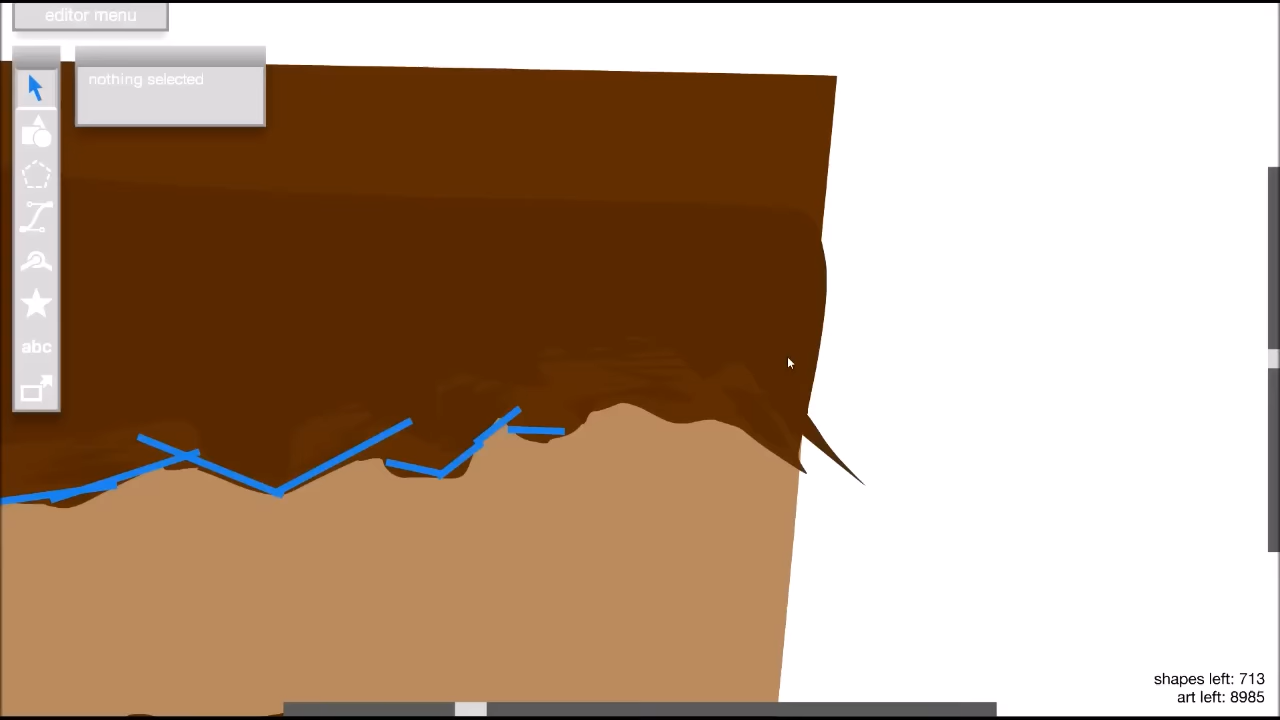 editor menu
nothing selected
abc
shapes left: 713
art left: 8985